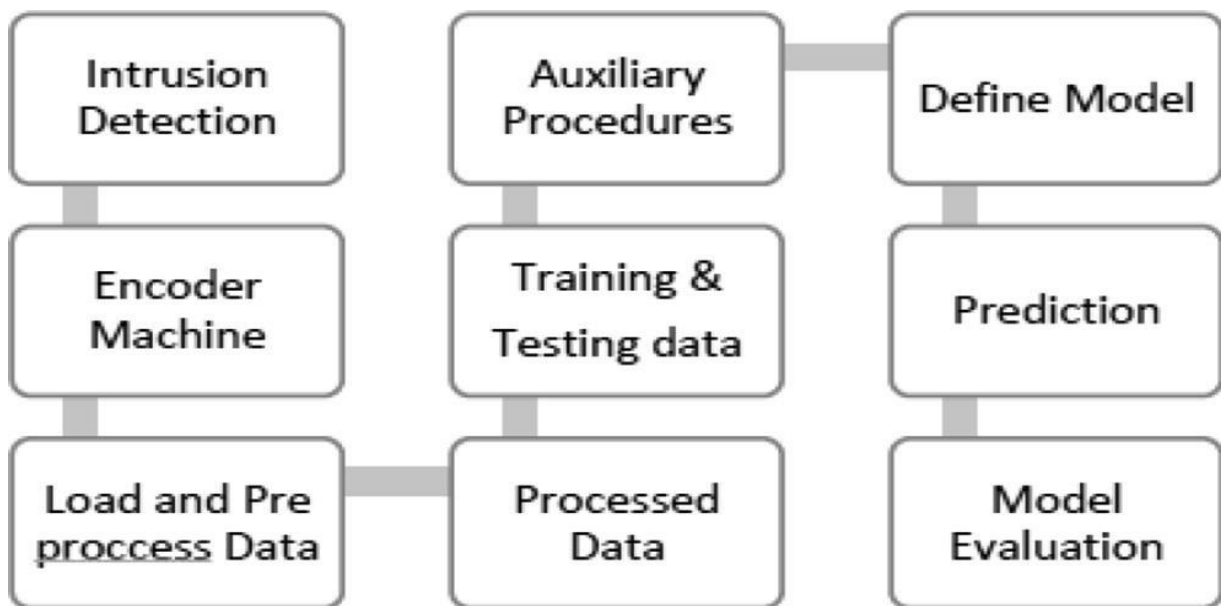 Intrusion
Detection
Encoder
Machine
Load and Pre
proccess Data
Processed
Data
Training &
Testing data
Auxiliary
Procedures
Define Model
Prediction
Model
Evaluation